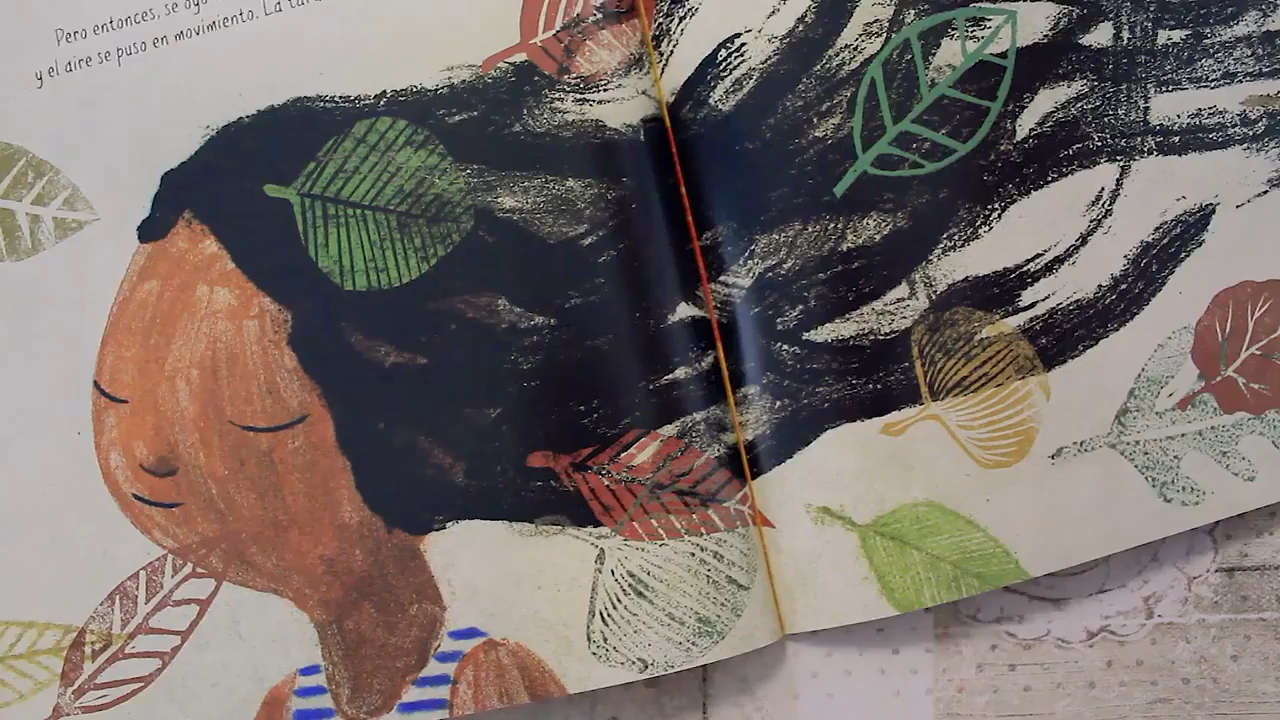 Pero entonces, se oyó
y el aire se puso en movimiento. La